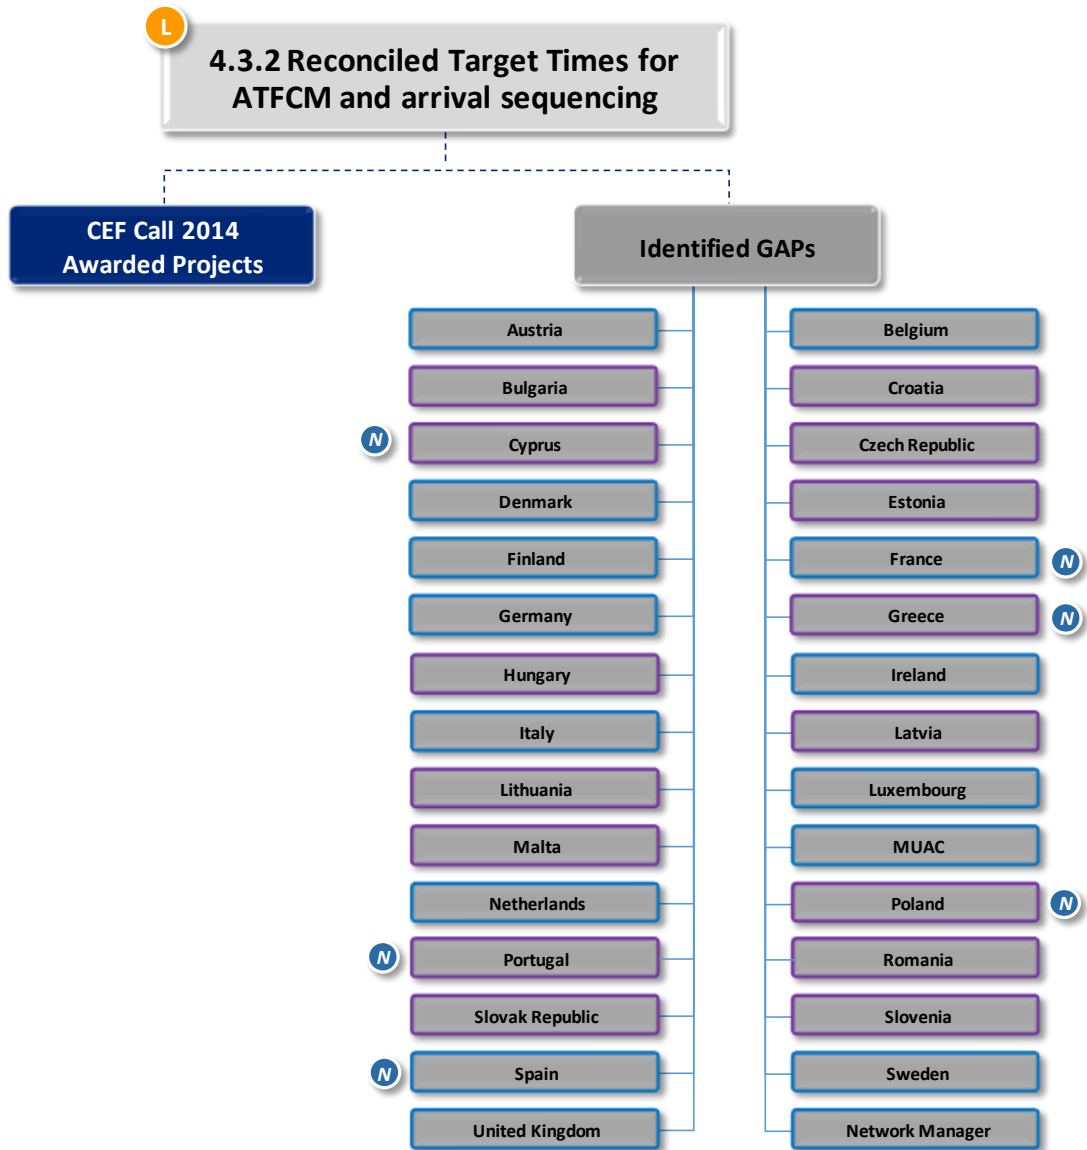 L
4.3.2 Reconciled Target Times for
ATFCM and arrival sequencing
CEF Call 2014
Awarded Projects
Identified GAPs
Austria
Belgium
Bulgaria
Croatia
N
Cyprus
Czech Republic
Denmark
Estonia
Finland
France
N
Germany
Greece
N
Hungary
Ireland
Italy
Latvia
Lithuania
Luxembourg
Malta
MUAC
Netherlands
Poland
N
N
Portugal
Romania
Slovak Republic
Slovenia
N
Spain
Sweden
United Kingdom
Network Manager